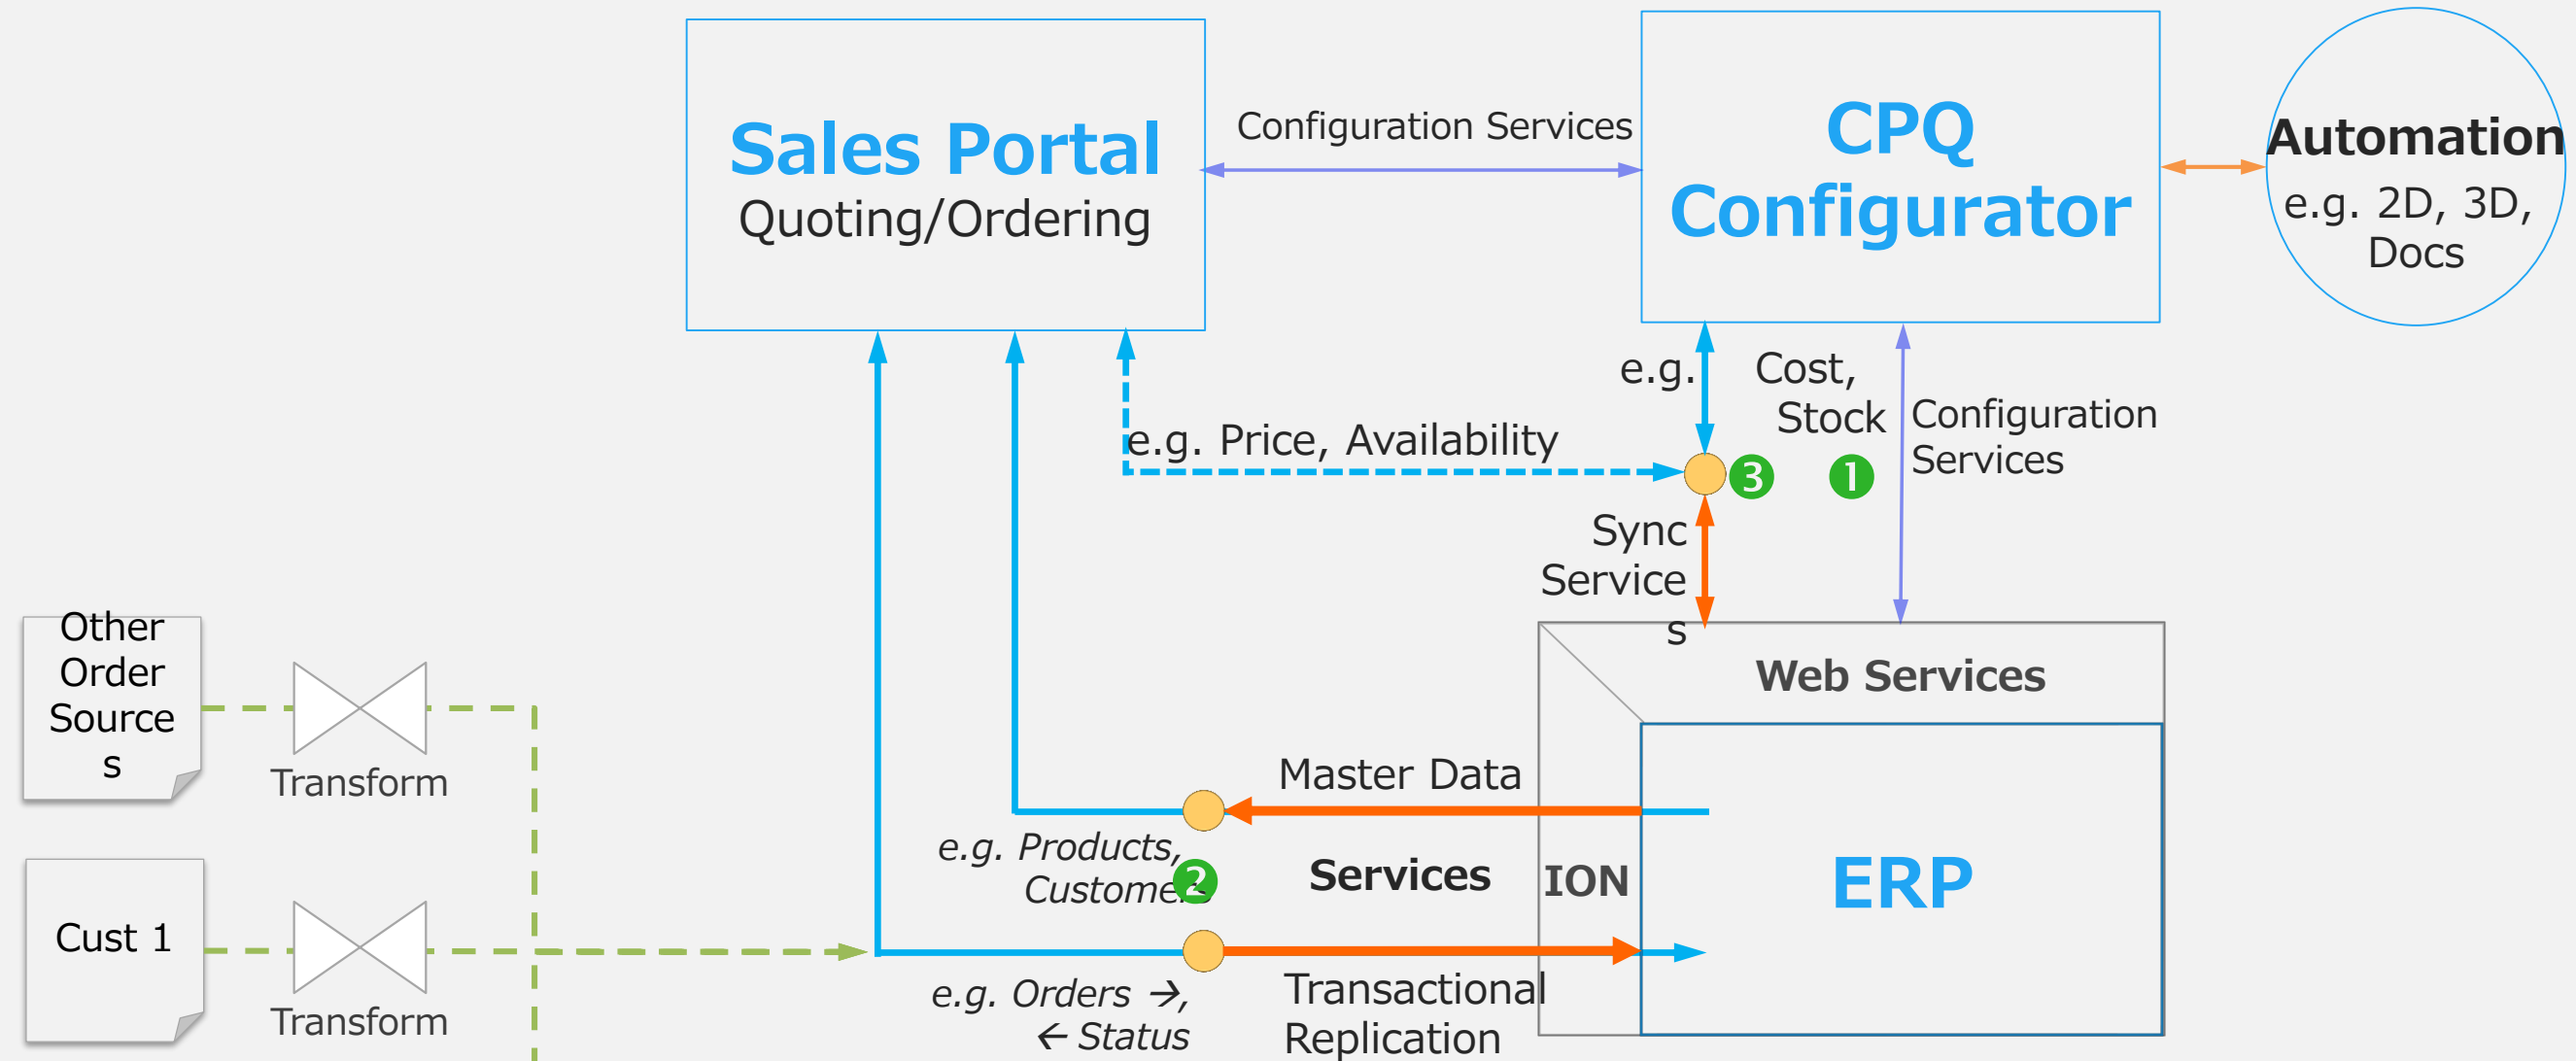 Sales Portal
Quoting/Ordering
Configuration Services
CPQ
Configurator
Automation
e.g. 2D, 3D,
Docs
e.g. Cost,
Stock
Configuration
Services
e.g. Price, Availability
3
1
Sync
Service
s
Other
Order
Source
s
Transform
Web Services
Master Data
e.g. Products,
Customers
2
Services
ION
ERP
Cust 1
Transform
e.g. Orders →,
← Status
Transactional
Replication